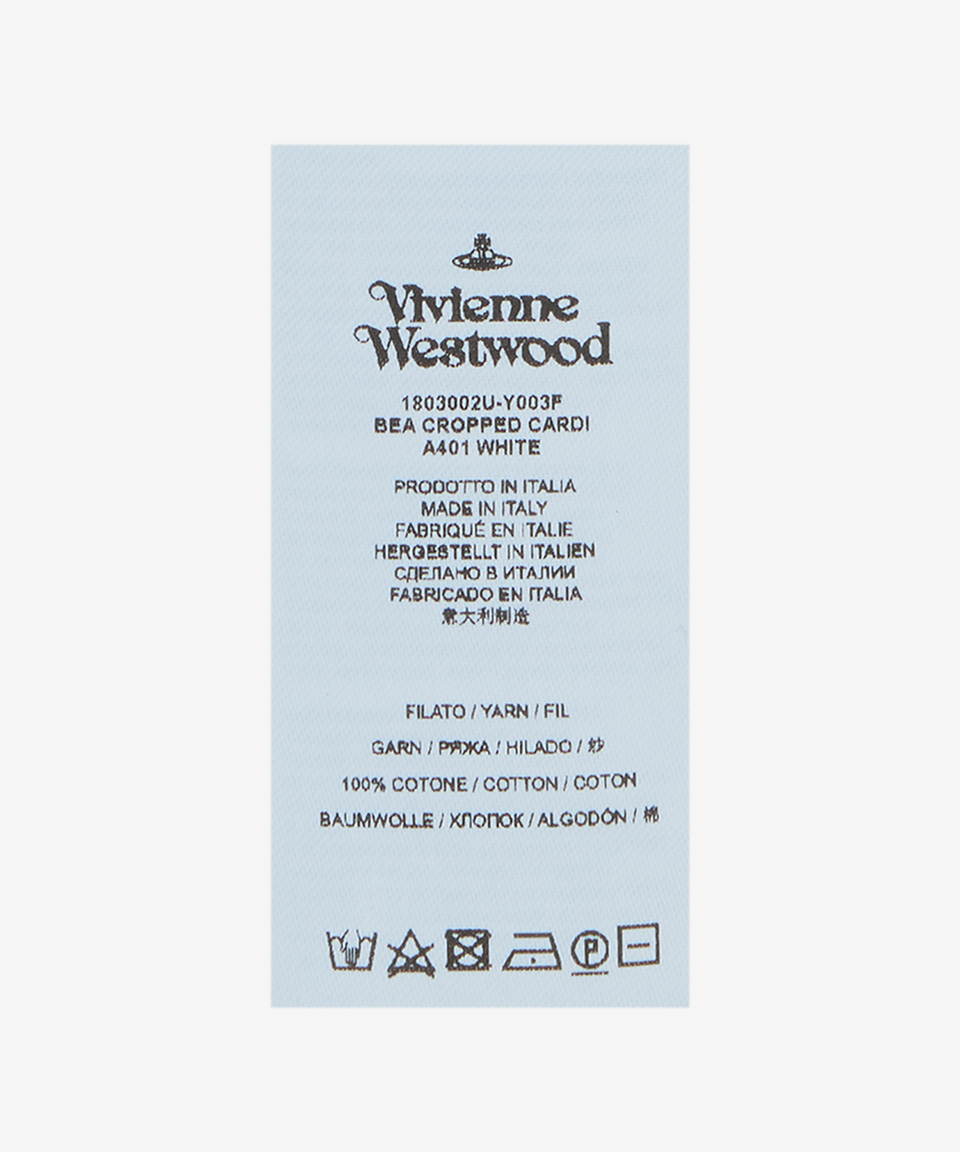 Vivienne
Westwood
1803002U-Y003F
BEA CROPPED CARDI
A401 WHITE
PRODOTTO IN ITALIA
MADE IN ITALY
FABRIQUÉ EN ITALIE
HERGESTELLT IN ITALIEN
СДЕЛАНО В ИТАЛИИ
FABRICADO EN ITALIA
意大利制造
FILATO / YARN / FIL
GARN / РЯЖА / HILADO / 纱
100% COTONE / COTTON / COTON
BAUMWOLLE / ХЛОПОК / ALGODÓN / 棉
P